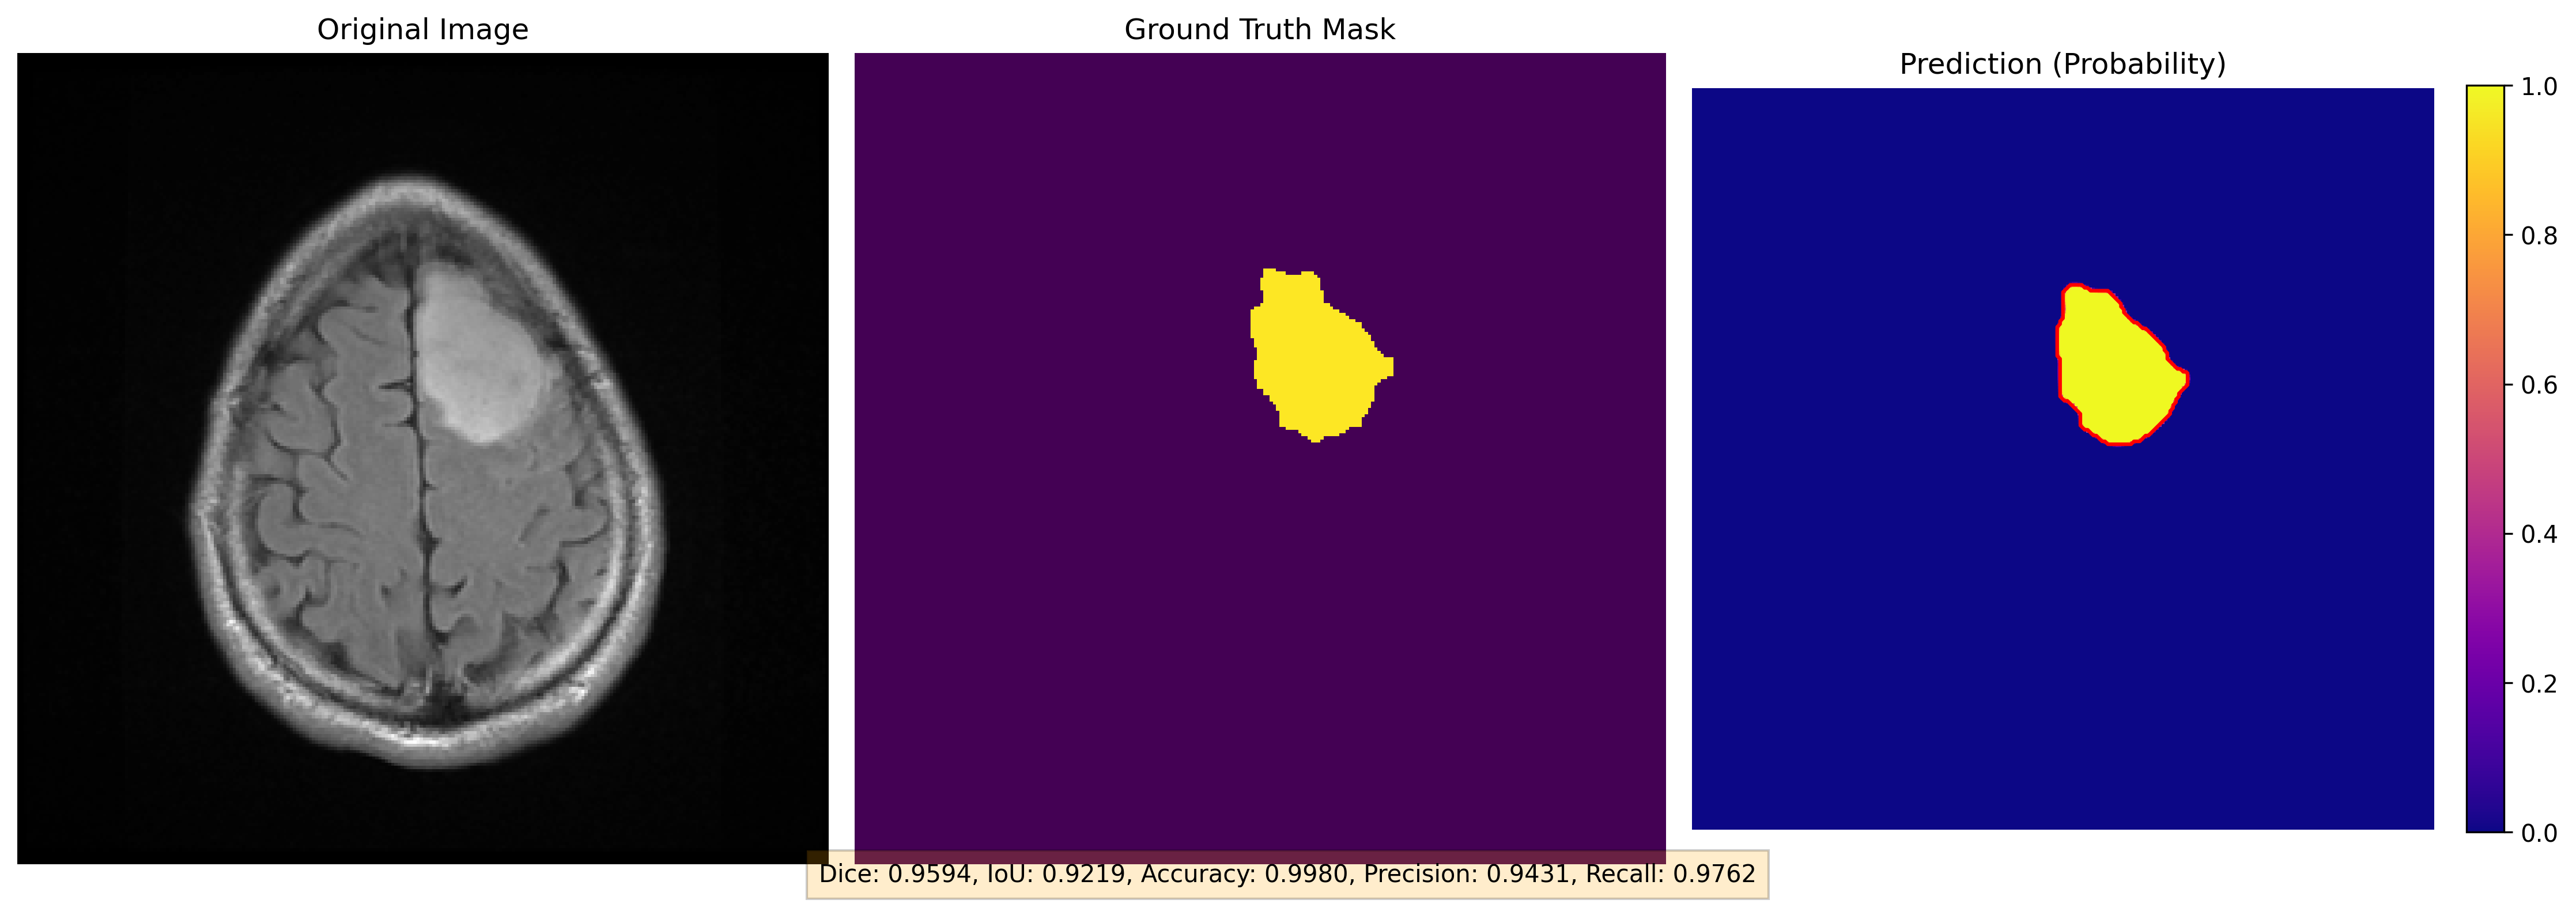 Original Image
Ground Truth Mask
Prediction (Probability)
1.0
0.8
0.6
0.4
0.2
0.0
Dice: 0.9594, IoU: 0.9219, Accuracy: 0.9980, Precision: 0.9431, Recall: 0.9762